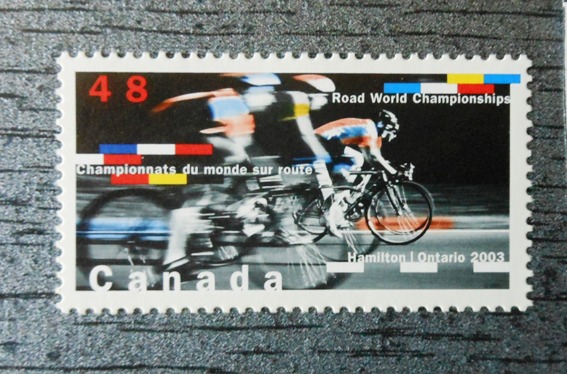 48
Road World Championships
Championnats du monde sur route
Hamilton | Ontario 2003
Canada